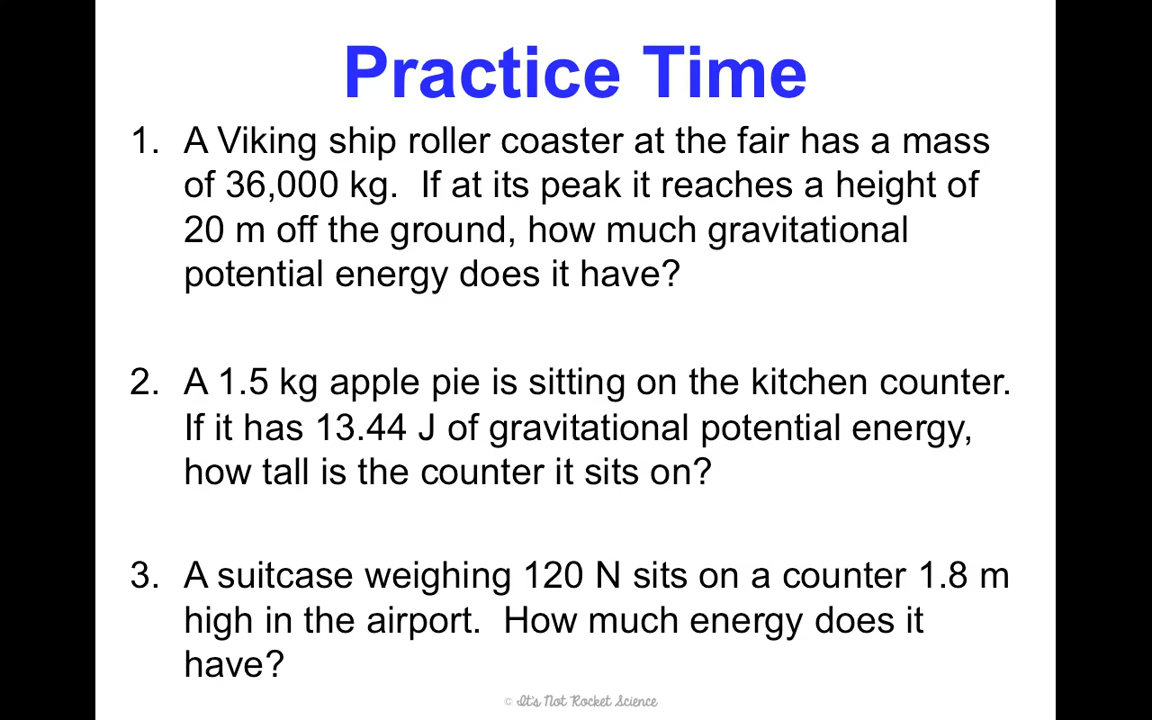 Practice Time
1. A Viking ship roller coaster at the fair has a mass
of 36,000 kg.  If at its peak it reaches a height of
20 m off the ground, how much gravitational
potential energy does it have?
2. A 1.5 kg apple pie is sitting on the kitchen counter.
If it has 13.44 J of gravitational potential energy,
how tall is the counter it sits on?
3. A suitcase weighing 120 N sits on a counter 1.8 m
high in the airport.  How much energy does it
have?
© It's Not Rocket Science